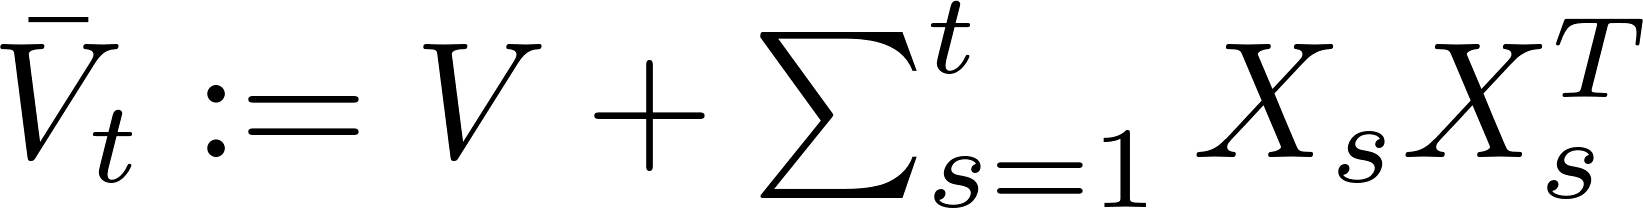 $\bar{V}_t := V + \sum_{s=1}^{t} X_s X_s^T$